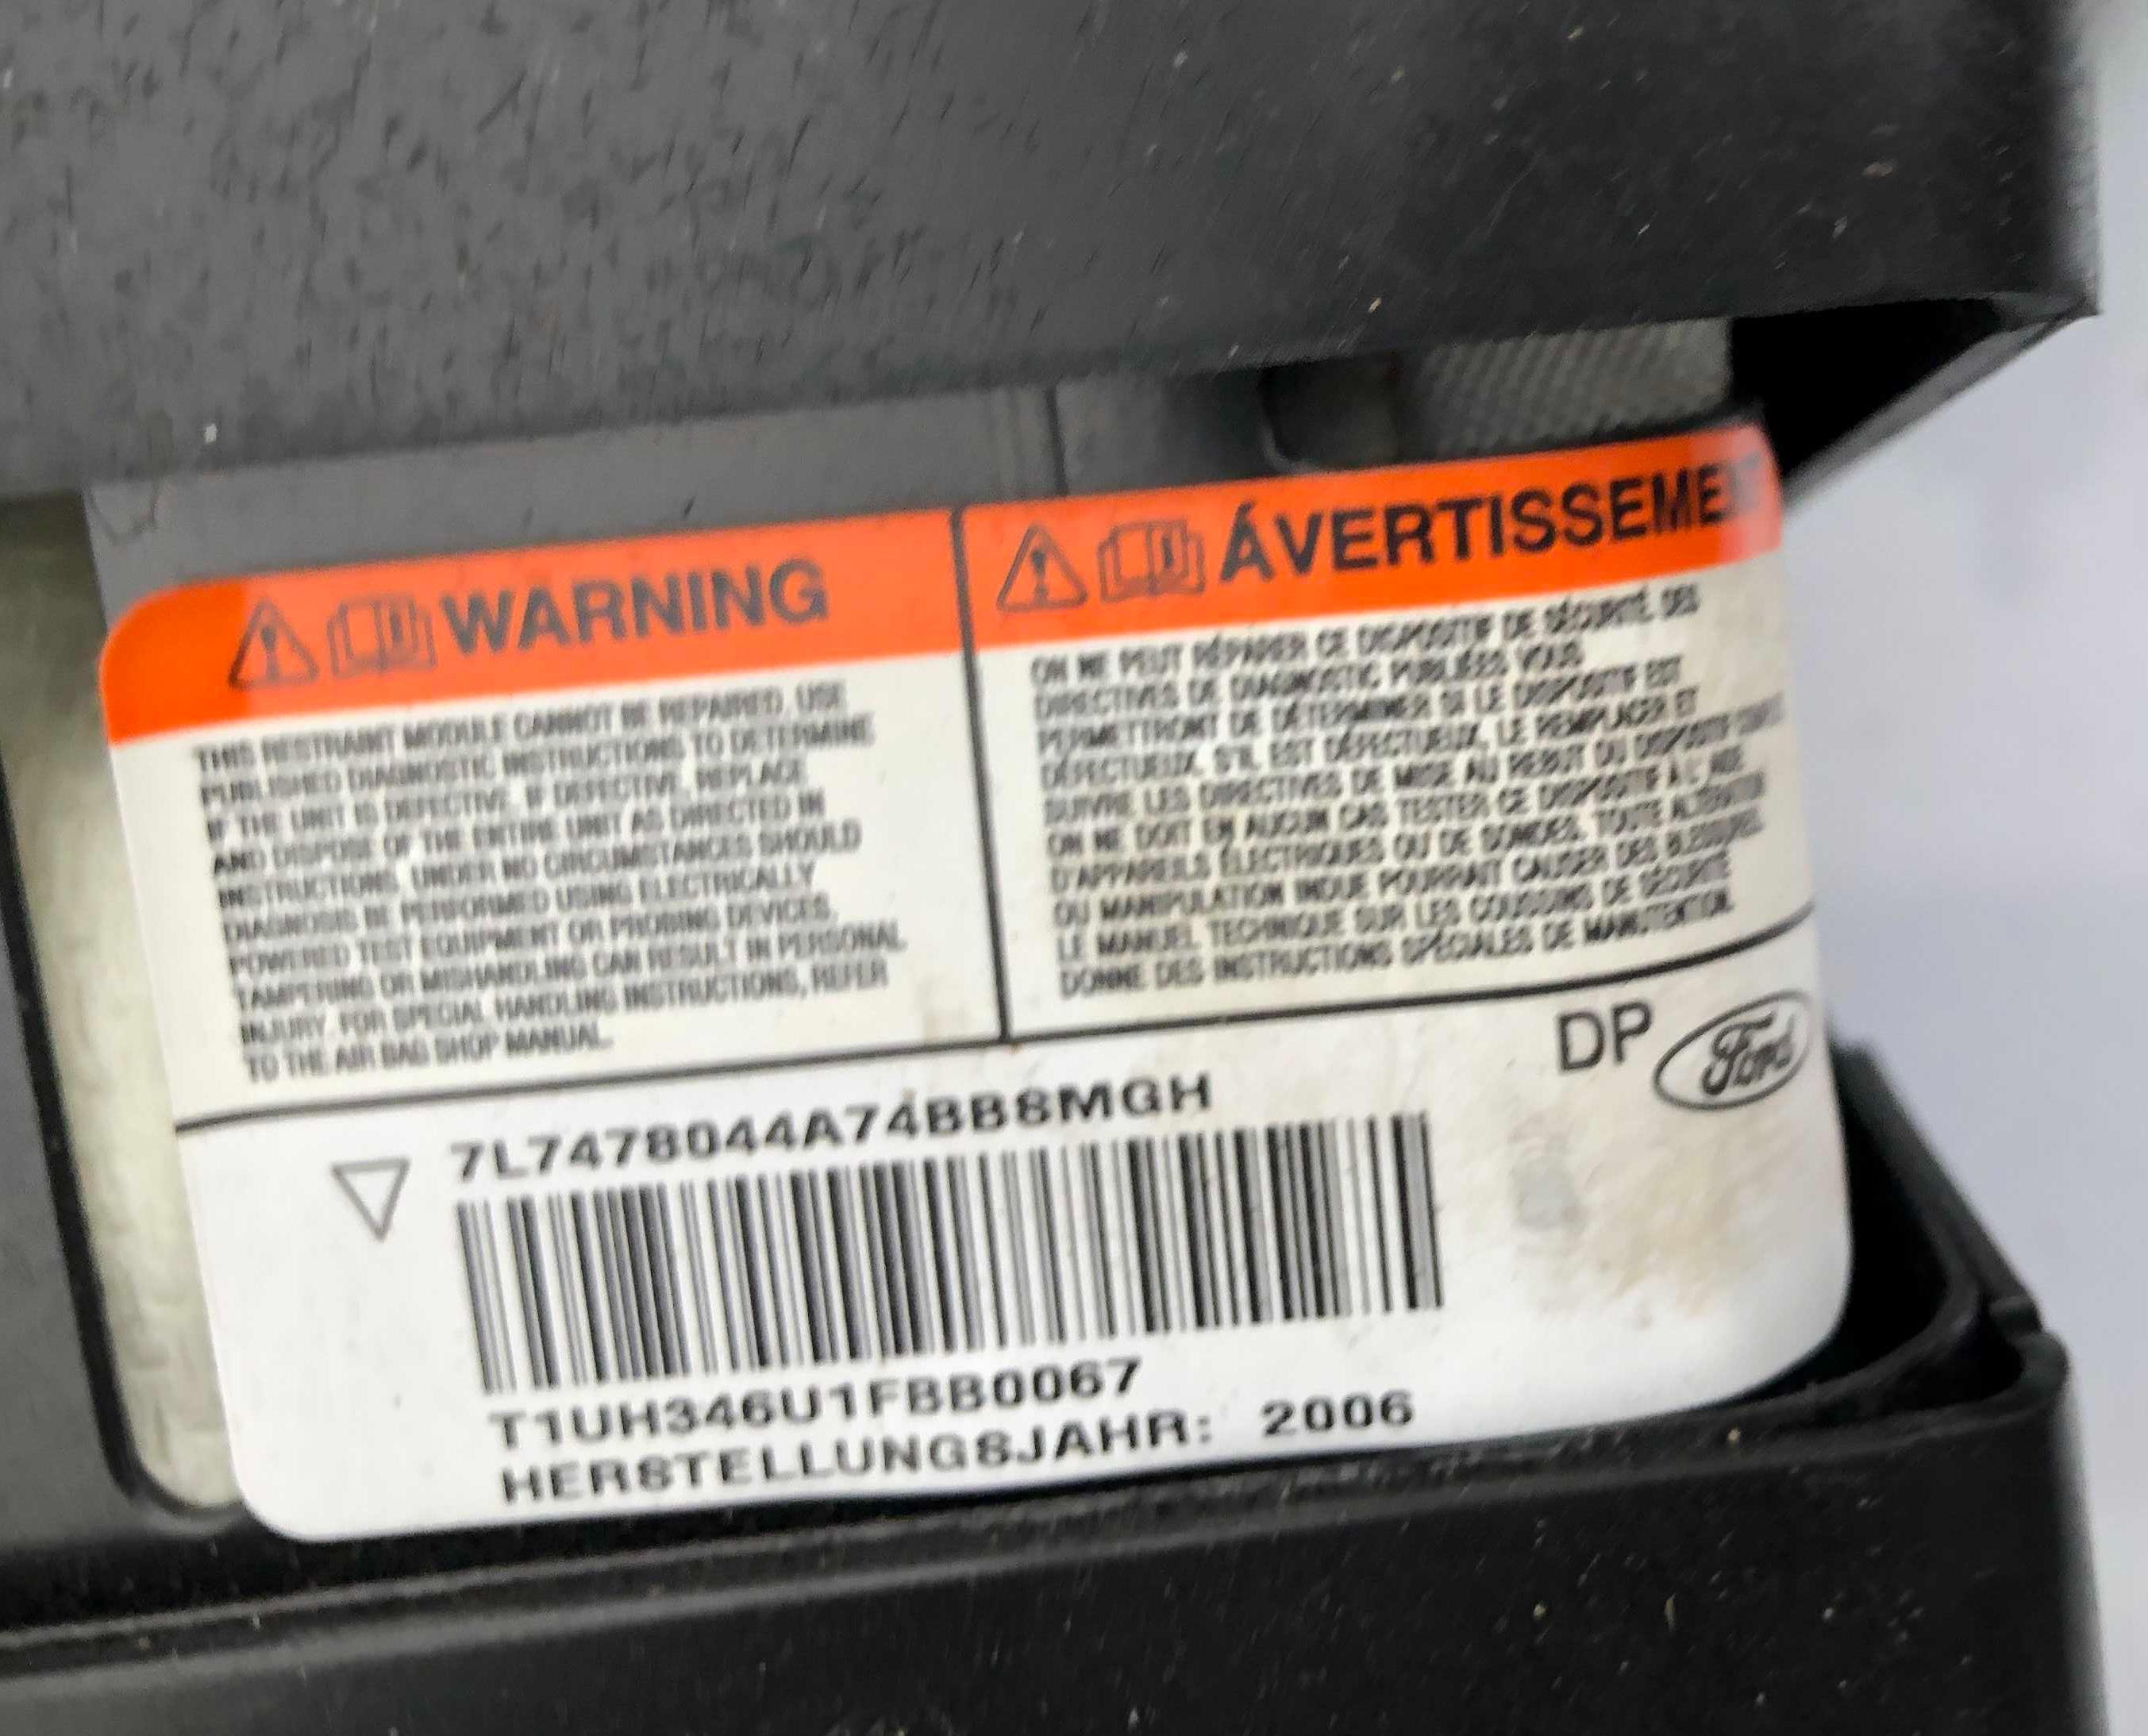 WARNING
THIS RESTRAINT MODULE CANNOT BE REPAIRED. USE
PUBLISHED DIAGNOSTIC INSTRUCTIONS TO DETERMINE
IF THE UNIT IS DEFECTIVE. IF DEFECTIVE, REPLACE
AND DISPOSE OF THE ENTIRE UNIT AS DIRECTED IN
INSTRUCTIONS. UNDER NO CIRCUMSTANCES SHOULD
DIAGNOSIS BE PERFORMED USING ELECTRICALLY
POWERED TEST EQUIPMENT OR PROBING DEVICES.
TAMPERING OR MISHANDLING CAN RESULT IN PERSONAL
INJURY. FOR SPECIAL HANDLING INSTRUCTIONS, REFER
TO THE AIR BAG SHOP MANUAL.
ÁVERTISSEMENT
ON NE PEUT RÉPARER CE DISPOSITIF DE SÉCURITÉ. DES
DIRECTIVES DE DIAGNOSTIC PUBLIÉES VOUS
PERMETTRONT DE DÉTERMINER SI LE DISPOSITIF EST
DÉFECTUEUX. S'IL EST DÉFECTUEUX, LE REMPLACER ET
SUIVRE LES DIRECTIVES DE MISE AU REBUT DU DISPOSITIF
ON NE DOIT EN AUCUN CAS TESTER CE DISPOSITIF À L'AIDE
D'APPAREILS ÉLECTRIQUES OU DE SONDES. TOUTE
OU MANIPULATION INDUE POURRAIT CAUSER DES BLESSURES.
LE MANUEL TECHNIQUE SUR LES COUSSINS DE SÉCURITÉ
DONNE DES INSTRUCTIONS SPÉCIALES DE MANUTENTION.
DP Ford
7L7478044A74BB8MGH
T1UH346U1FBB0067
HERSTELLUNGSJAHR: 2006